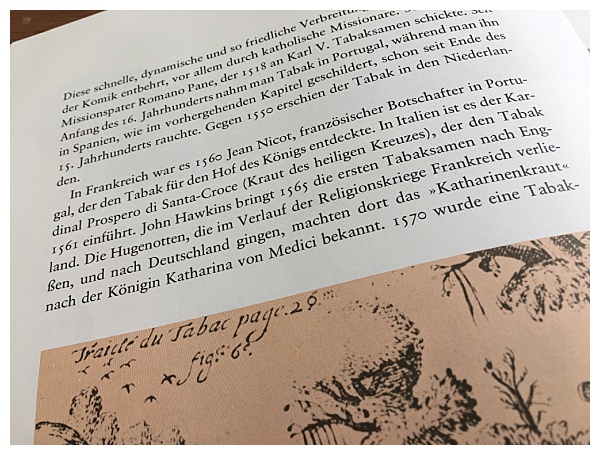 Diese schnelle, dynamische und so friedliche Verbreitung
der Komik entbehrt, vor allem durch katholische Missionare.
Missionspater Romano Pane, der 1518 an Karl V. Tabaksamen schickte. Seit
Anfang des 16. Jahrhunderts nahm man Tabak in Portugal, während man ihn
in Spanien, wie im vorhergehenden Kapitel geschildert, schon seit Ende des
15. Jahrhunderts rauchte. Gegen 1550 erschien der Tabak in den Niederlan-
den.
In Frankreich war es 1560 Jean Nicot, französischer Botschafter in Portu-
gal, der den Tabak für den Hof des Königs entdeckte. In Italien ist es der Kar-
dinal Prospero di Santa-Croce (Kraut des heiligen Kreuzes), der den Tabak
1561 einführt. John Hawkins bringt 1565 die ersten Tabaksamen nach Eng-
land. Die Hugenotten, die im Verlauf der Religionskriege Frankreich verlie-
ßen, und nach Deutschland gingen, machten dort das »Katharinenkraut«
nach der Königin Katharina von Medici bekannt. 1570 wurde eine Tabak-
Traicté du Tabac page. 29.
fig. 6.